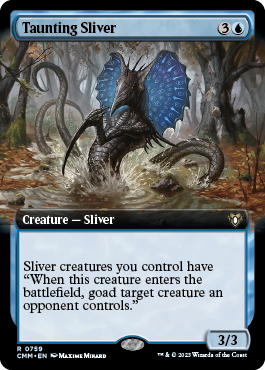 Taunting Sliver 3
Creature — Sliver
Sliver creatures you control have
“When this creature enters the
battlefield, goad target creature an
opponent controls.”
3/3
R 0759
CMM • EN Maxime Minard
™ & © 2023 Wizards of the Coast